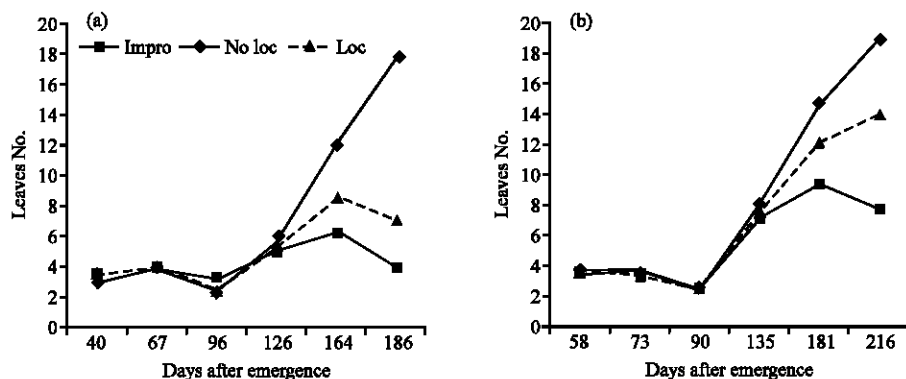 (a)
Impro No loc Loc
Leaves No.
20
18
16
14
12
10
8
6
4
2
0
40 67 96 126 164 186
Days after emergence
(b)
Leaves No.
20
18
16
14
12
10
8
6
4
2
0
58 73 90 135 181 216
Days after emergence